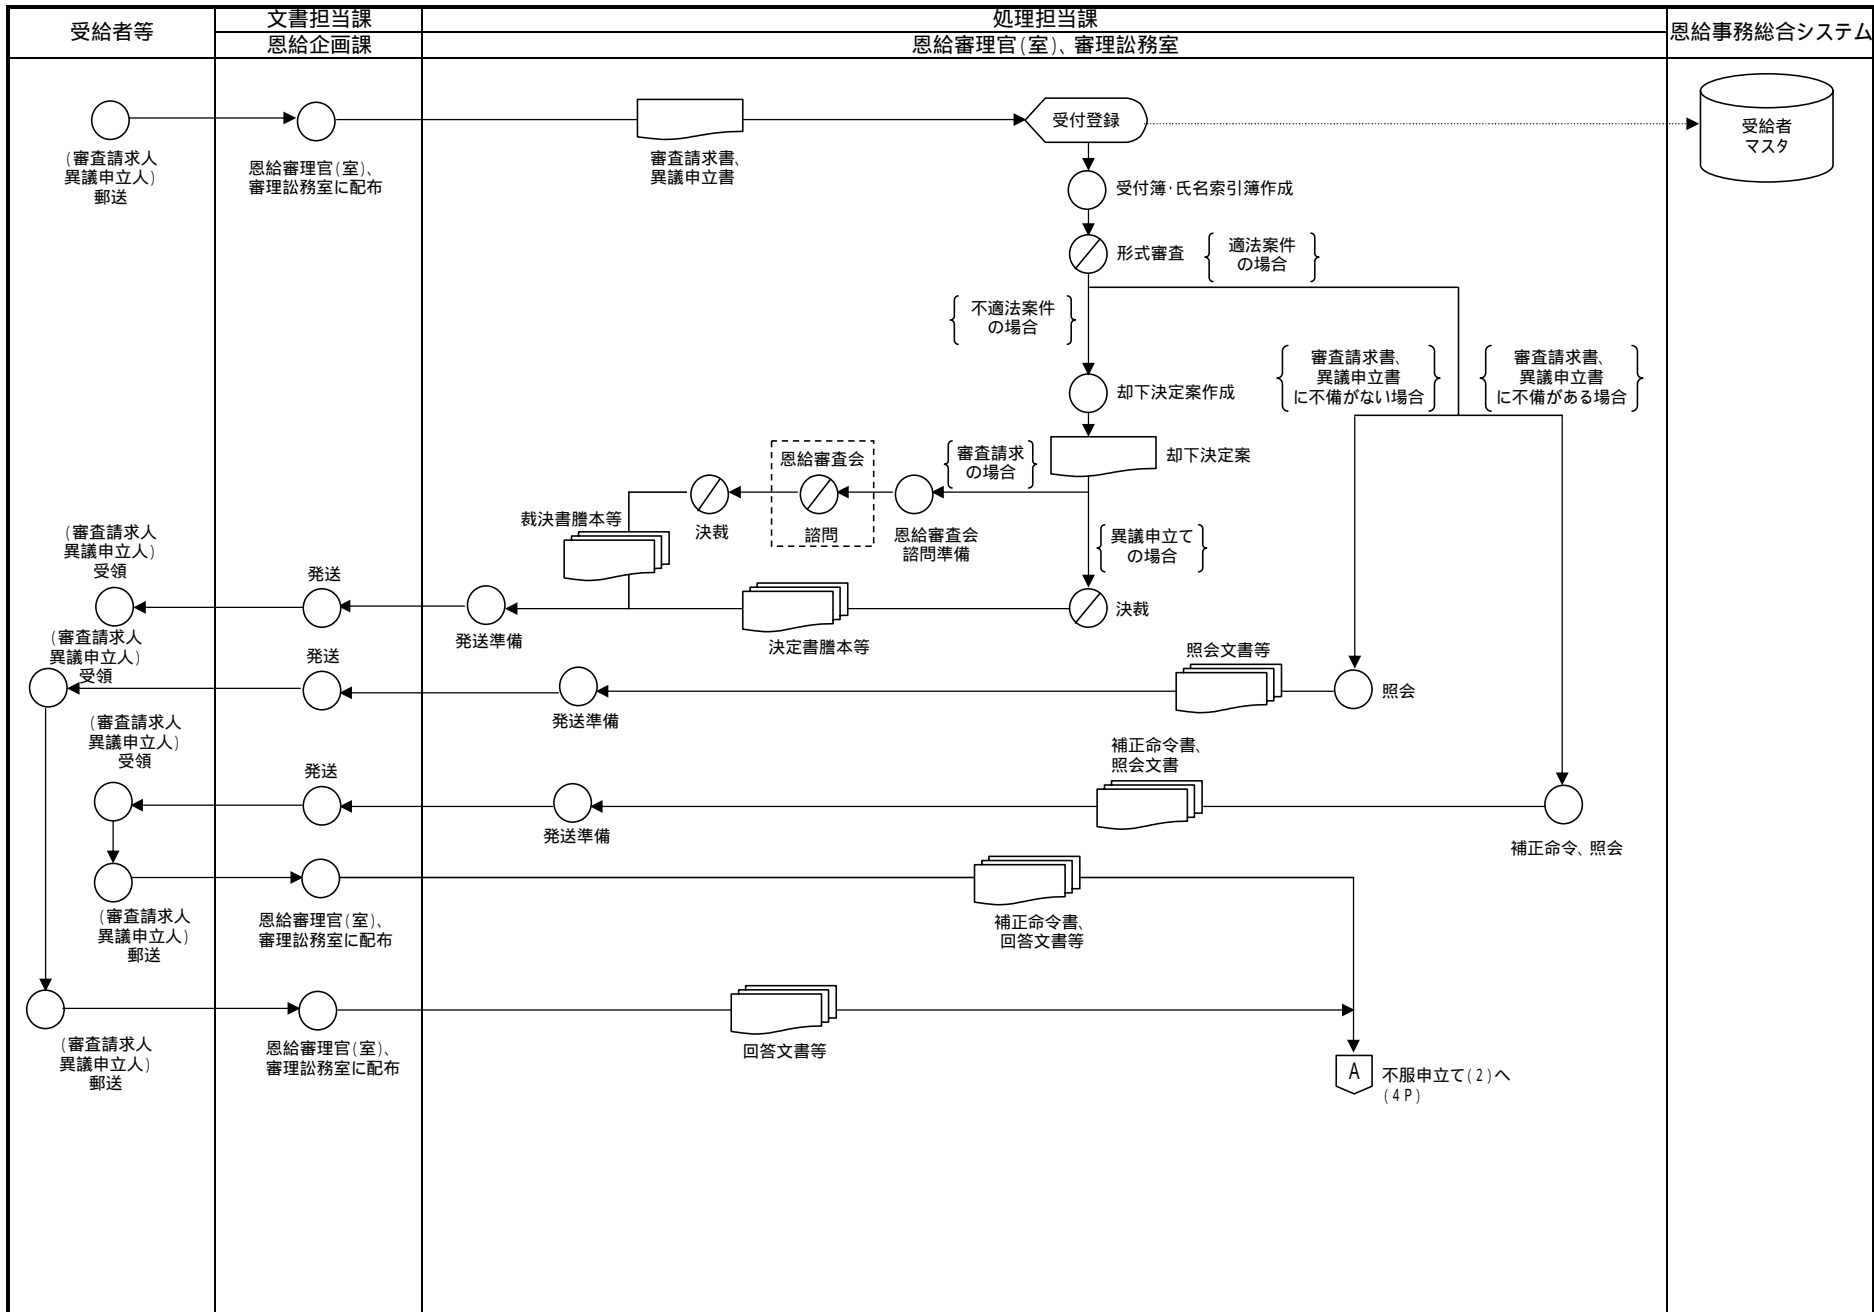 受給者等
文書担当課
恩給企画課
処理担当課
恩給審理官(室)、審理訟務室
恩給事務総合システム
(審査請求人
異議申立人)
郵送
恩給審理官(室)、
審理訟務室に配布
審査請求書、
異議申立書
受付登録
受給者
マスタ
受付簿・氏名索引簿作成
形式審査
適法案件
の場合
不適法案件
の場合
審査請求書、
異議申立書
に不備がない場合
審査請求書、
異議申立書
に不備がある場合
却下決定案作成
却下決定案
審査請求
の場合
恩給審査会
諮問
恩給審査会
諮問準備
決裁
裁決書謄本等
異議申立て
の場合
(審査請求人
異議申立人)
受領
発送
発送準備
決定書謄本等
決裁
(審査請求人
異議申立人)
受領
発送
発送準備
照会文書等
照会
(審査請求人
異議申立人)
受領
発送
発送準備
補正命令書、
照会文書
補正命令、照会
(審査請求人
異議申立人)
郵送
恩給審理官(室)、
審理訟務室に配布
補正命令書、
回答文書等
(審査請求人
異議申立人)
郵送
恩給審理官(室)、
審理訟務室に配布
回答文書等
A
不服申立て(2)へ
(4P)